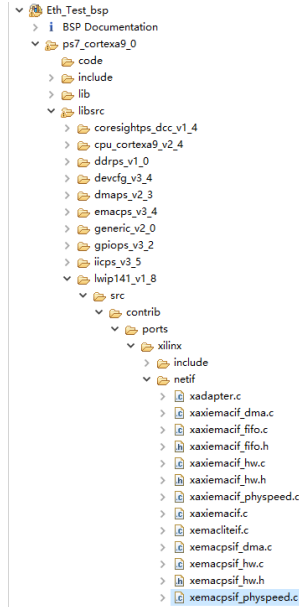 Eth_Test_bsp
BSP Documentation
ps7_cortexa9_0
code
include
lib
libsrc
coresightps_dcc_v1_4
cpu_cortexa9_v2_4
ddrps_v1_0
devcfg_v3_4
dmaps_v2_3
emacps_v3_4
generic_v2_0
gpiops_v3_2
iicps_v3_5
lwip141_v1_8
src
contrib
ports
xilinx
include
netif
xadapter.c
xaxiemacif_dma.c
xaxiemacif_fifo.c
xaxiemacif_fifo.h
xaxiemacif_hw.c
xaxiemacif_hw.h
xaxiemacif_physpeed.c
xaxiemacif.c
xemacliteif.c
xemacpsif_dma.c
xemacpsif_hw.c
xemacpsif_hw.h
xemacpsif_physpeed.c